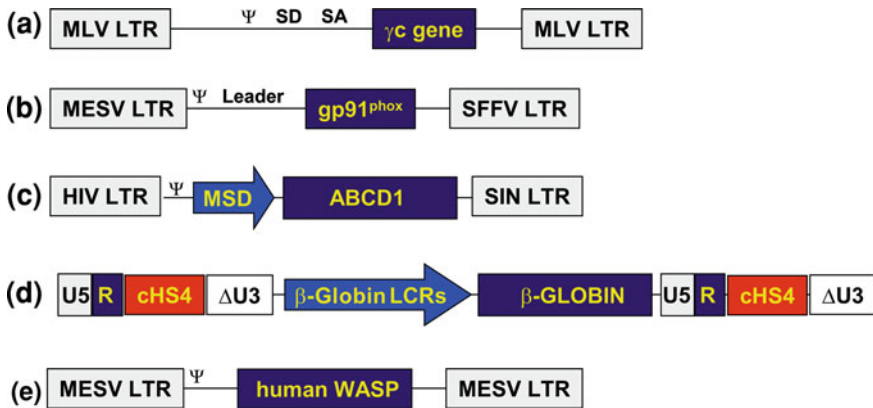 (a) MLV LTR Ψ SD SA γc gene MLV LTR
(b) MESV LTR Ψ Leader gp91phox SFFV LTR
(c) HIV LTR Ψ MSD ABCD1 SIN LTR
(d) U5 R cHS4 ΔU3 β-Globin LCRs β-GLOBIN U5 R cHS4 ΔU3
(e) MESV LTR Ψ human WASP MESV LTR